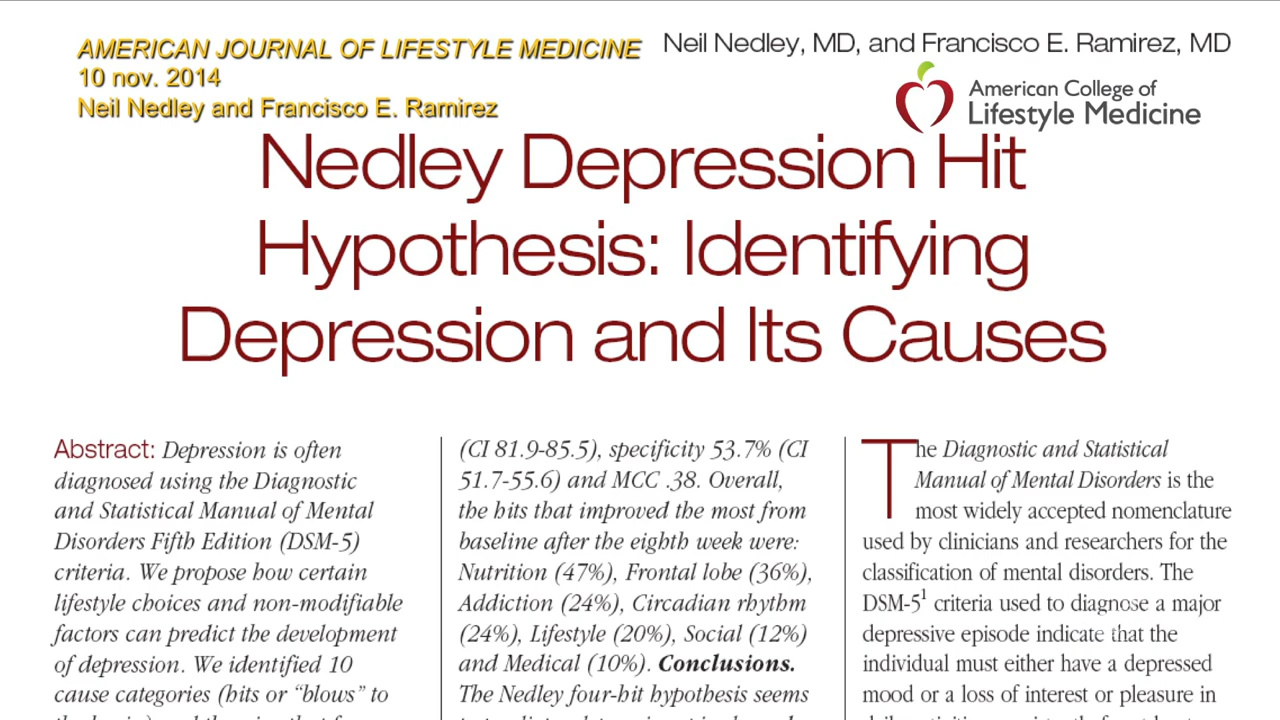 AMERICAN JOURNAL OF LIFESTYLE MEDICINE
10 nov. 2014
Neil Nedley and Francisco E. Ramirez
Neil Nedley, MD, and Francisco E. Ramirez, MD
American College of
Lifestyle Medicine
Nedley Depression Hit
Hypothesis: Identifying
Depression and Its Causes
Abstract: Depression is often
diagnosed using the Diagnostic
and Statistical Manual of Mental
Disorders Fifth Edition (DSM-5)
criteria. We propose how certain
lifestyle choices and non-modifiable
factors can predict the development
of depression. We identified 10
cause categories (hits or “blows” to
(CI 81.9-85.5), specificity 53.7% (CI
51.7-55.6) and MCC .38. Overall,
the hits that improved the most from
baseline after the eighth week were:
Nutrition (47%), Frontal lobe (36%),
Addiction (24%), Circadian rhythm
(24%), Lifestyle (20%), Social (12%)
and Medical (10%). Conclusions.
The Nedley four-hit hypothesis seems
The Diagnostic and Statistical
Manual of Mental Disorders is the
most widely accepted nomenclature
used by clinicians and researchers for the
classification of mental disorders. The
DSM-5¹ criteria used to diagnose a major
depressive episode indicate that the
individual must either have a depressed
mood or a loss of interest or pleasure in